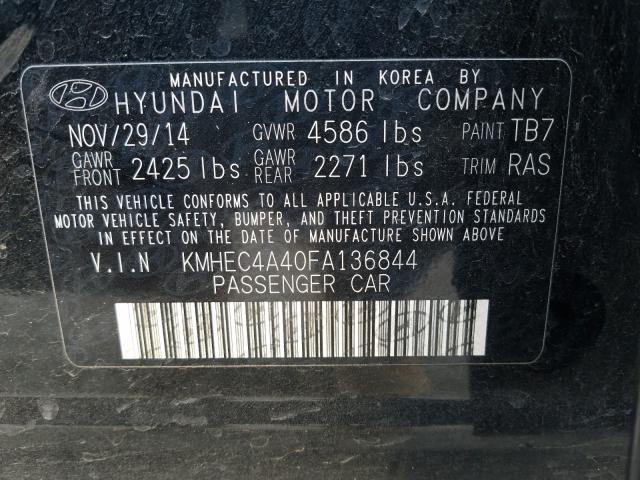 MANUFACTURED IN KOREA BY
HYUNDAI MOTOR COMPANY
NOV/29/14 GVWR 4586 lbs PAINT TB7
GAWR FRONT 2425 lbs GAWR REAR 2271 lbs TRIM RAS
THIS VEHICLE CONFORMS TO ALL APPLICABLE U.S.A. FEDERAL
MOTOR VEHICLE SAFETY, BUMPER, AND THEFT PREVENTION STANDARDS
IN EFFECT ON THE DATE OF MANUFACTURE SHOWN ABOVE
V.I.N KMHEC4A40FA136844
PASSENGER CAR